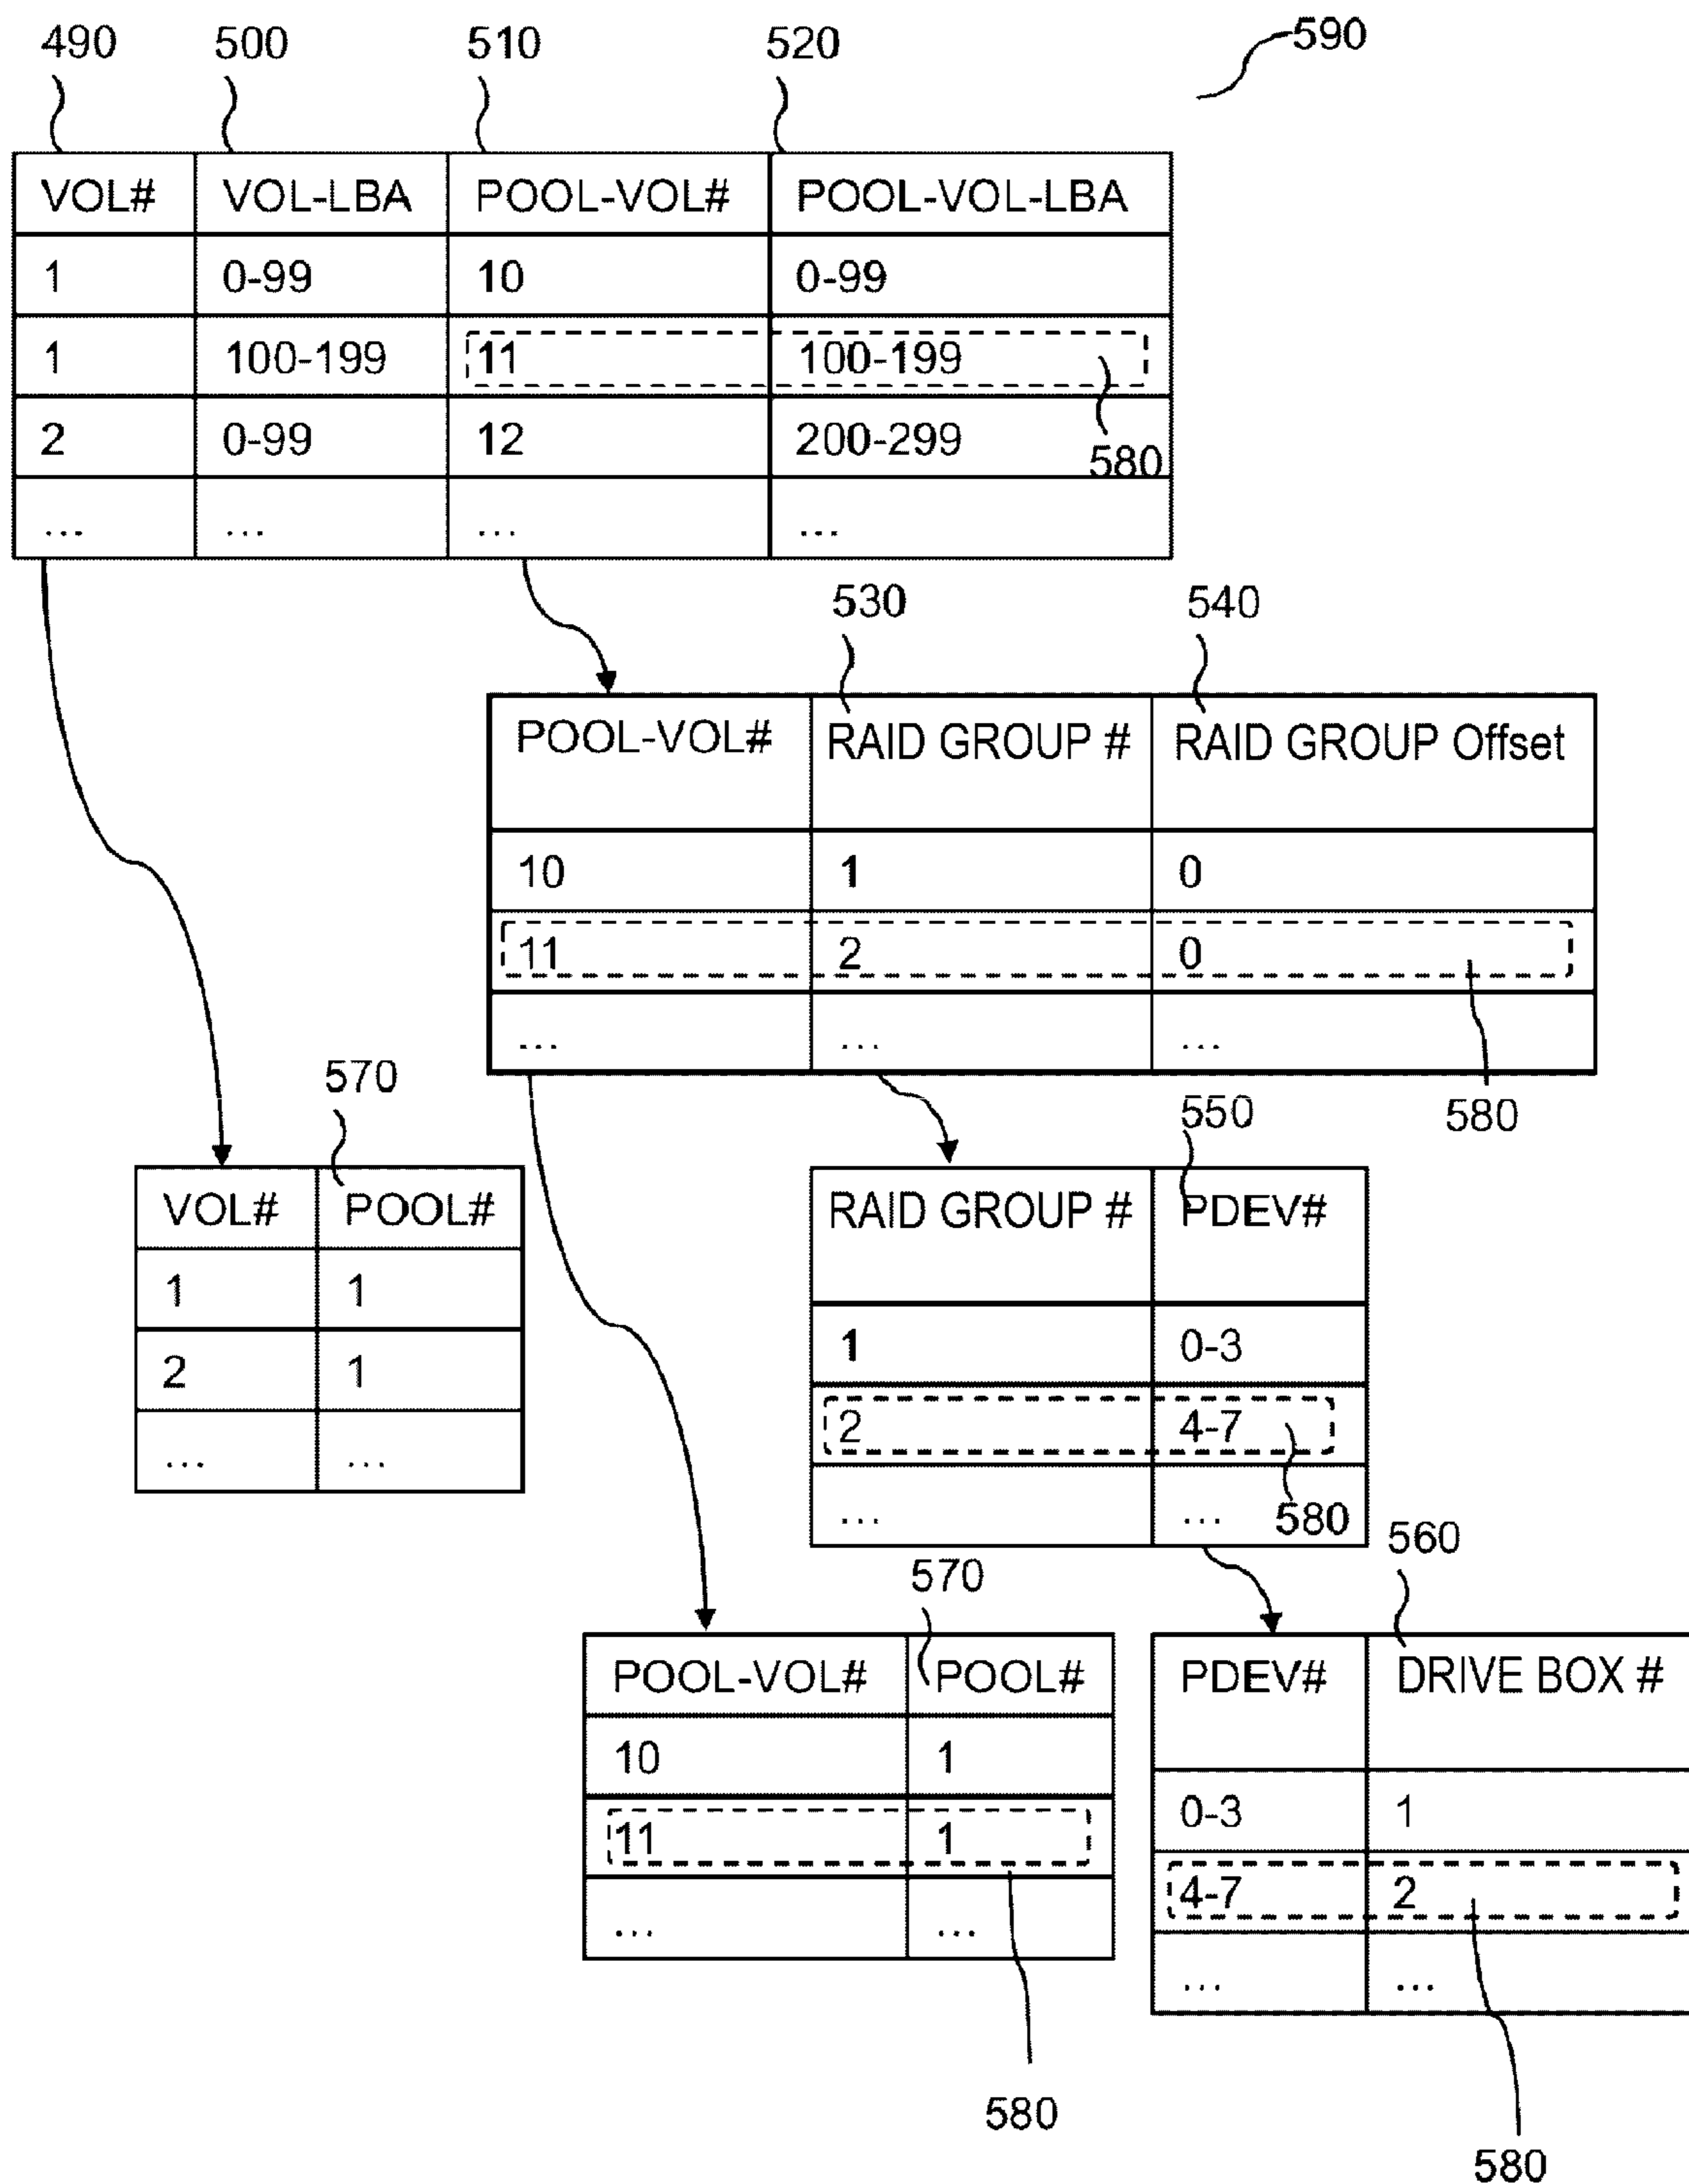 490 500 510 520 590
VOL# VOL-LBA POOL-VOL# POOL-VOL-LBA
1 0-99 10 0-99
1 100-199 11 100-199
2 0-99 12 200-299
580
... ... ... ...
530 540
POOL-VOL# RAID GROUP # RAID GROUP Offset
10 1 0
11 2 0
... ... ...
580
570
VOL# POOL#
1 1
2 1
... ...
550
RAID GROUP # PDEV#
1 0-3
2 4-7
... ... 580
570
POOL-VOL# POOL#
10 1
11 1
... ...
580
560
PDEV# DRIVE BOX #
0-3 1
4-7 2
... ...
580